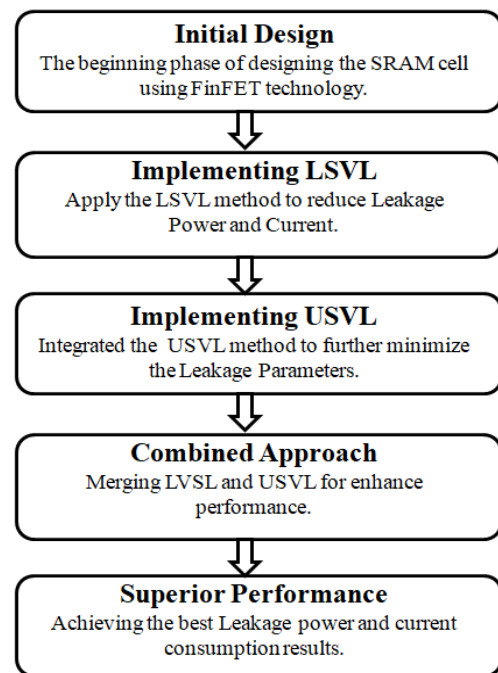 Initial Design
The beginning phase of designing the SRAM cell
using FinFET technology.
Implementing LSVL
Apply the LSVL method to reduce Leakage
Power and Current.
Implementing USVL
Integrated the USVL method to further minimize
the Leakage Parameters.
Combined Approach
Merging LVSL and USVL for enhance
performance.
Superior Performance
Achieving the best Leakage power and current
consumption results.